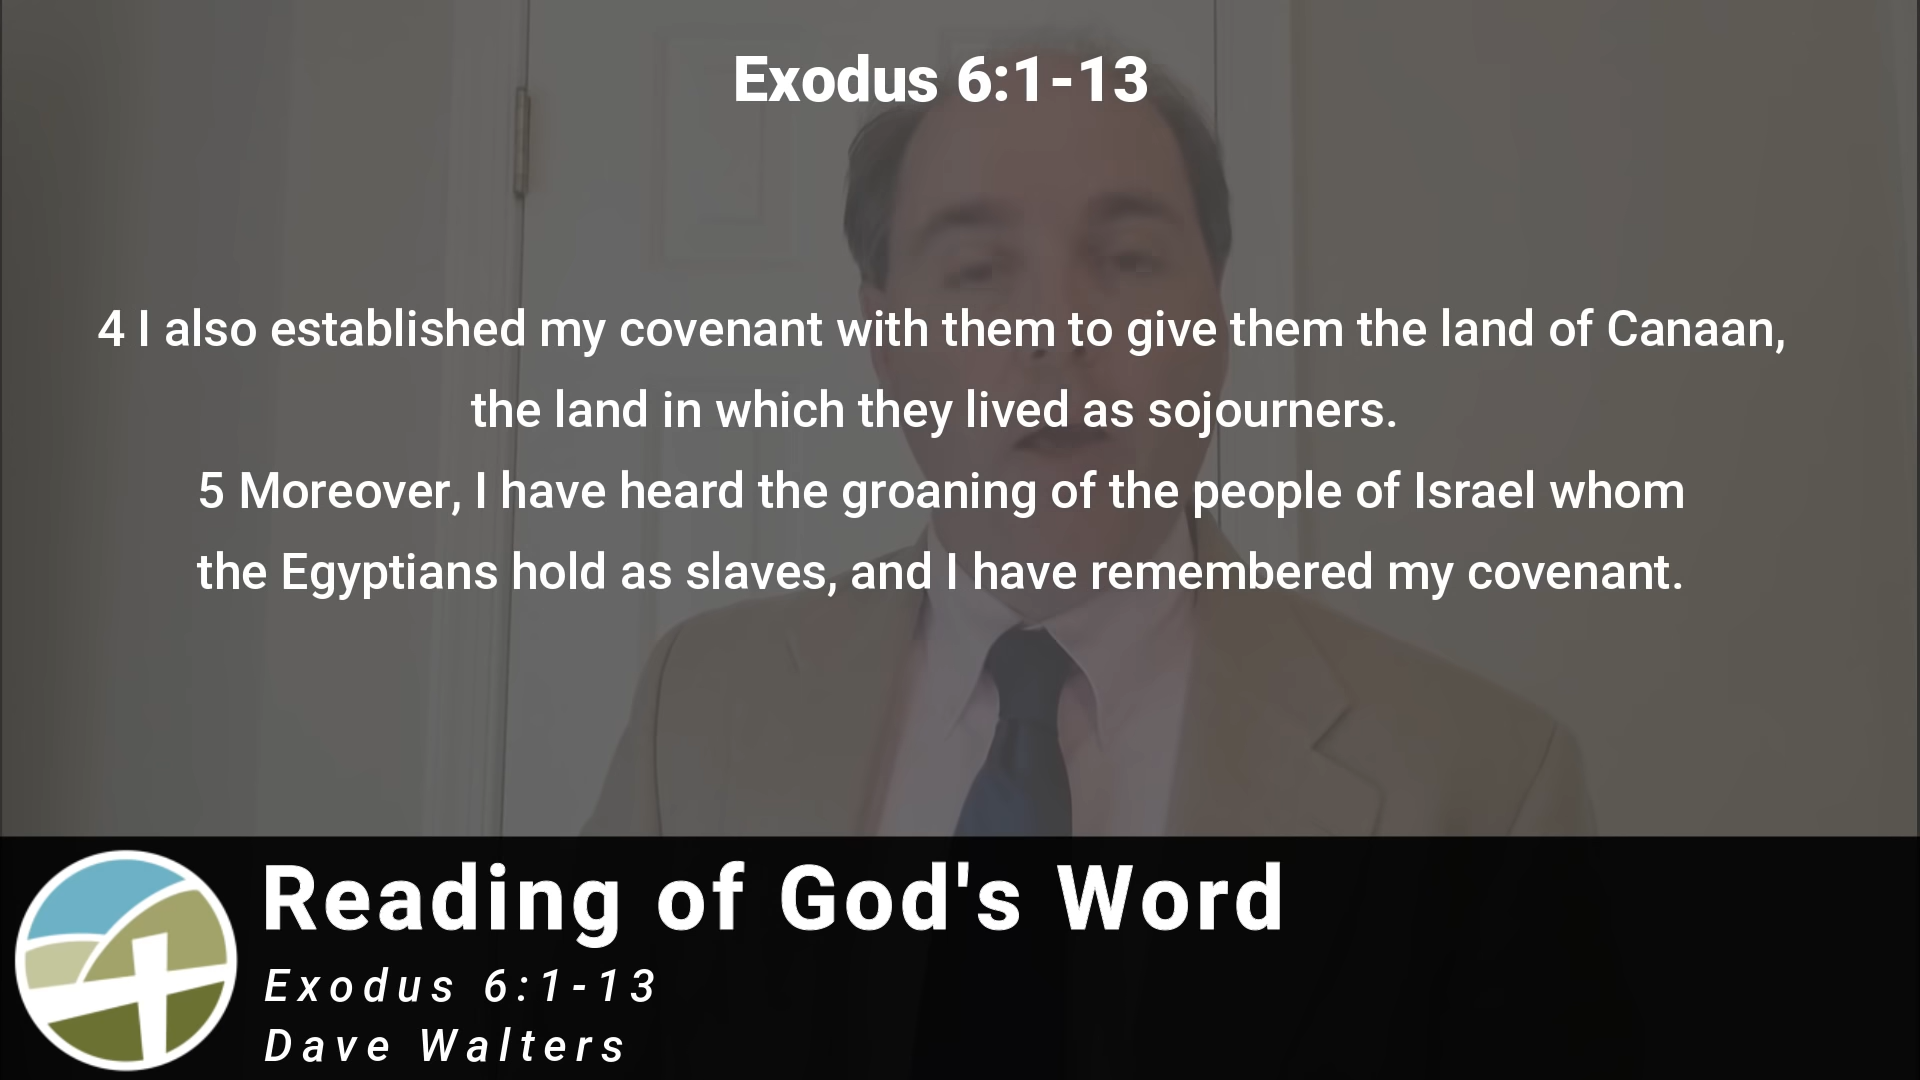 Exodus 6:1-13
4 I also established my covenant with them to give them the land of Canaan,
the land in which they lived as sojourners.
5 Moreover, I have heard the groaning of the people of Israel whom
the Egyptians hold as slaves, and I have remembered my covenant.
Reading of God's Word
Exodus 6:1-13
Dave Walters